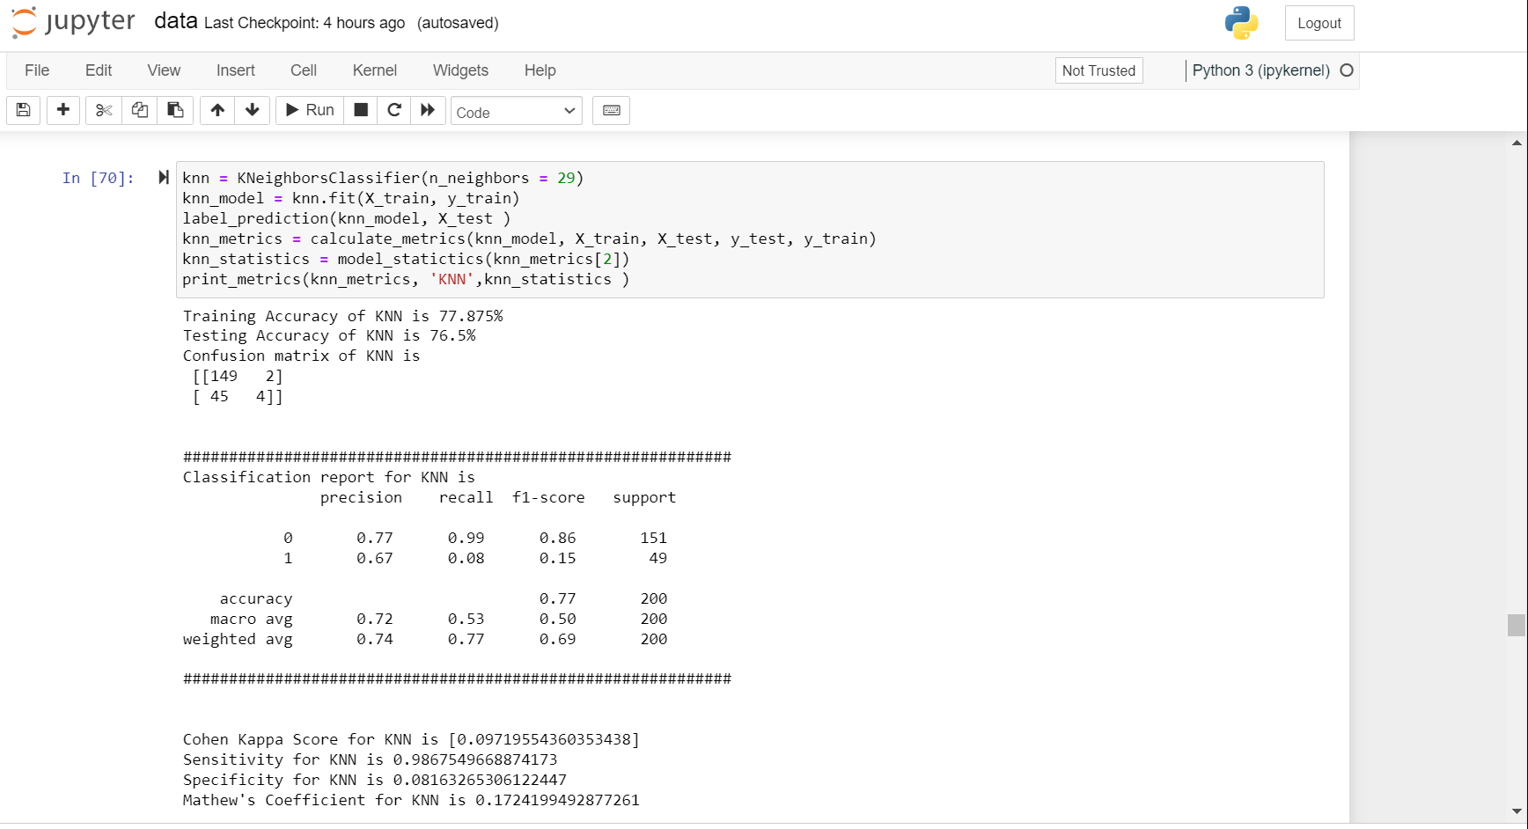 jupyter data Last Checkpoint: 4 hours ago (autosaved) Logout
File Edit View Insert Cell Kernel Widgets Help Not Trusted Python 3 (ipykernel)
Run Code
In [70]: knn = KNeighborsClassifier(n_neighbors = 29)
knn_model = knn.fit(X_train, y_train)
label_prediction(knn_model, X_test )
knn_metrics = calculate_metrics(knn_model, X_train, X_test, y_test, y_train)
knn_statistics = model_statictics(knn_metrics[2])
print_metrics(knn_metrics, 'KNN',knn_statistics )
Training Accuracy of KNN is 77.875%
Testing Accuracy of KNN is 76.5%
Confusion matrix of KNN is
[[149 2]
[ 45 4]]
############################################################
Classification report for KNN is
precision recall f1-score support
0 0.77 0.99 0.86 151
1 0.67 0.08 0.15 49
accuracy 0.77 200
macro avg 0.72 0.53 0.50 200
weighted avg 0.74 0.77 0.69 200
############################################################
Cohen Kappa Score for KNN is [0.09719554360353438]
Sensitivity for KNN is 0.9867549668874173
Specificity for KNN is 0.08163265306122447
Mathew's Coefficient for KNN is 0.1724199492877261